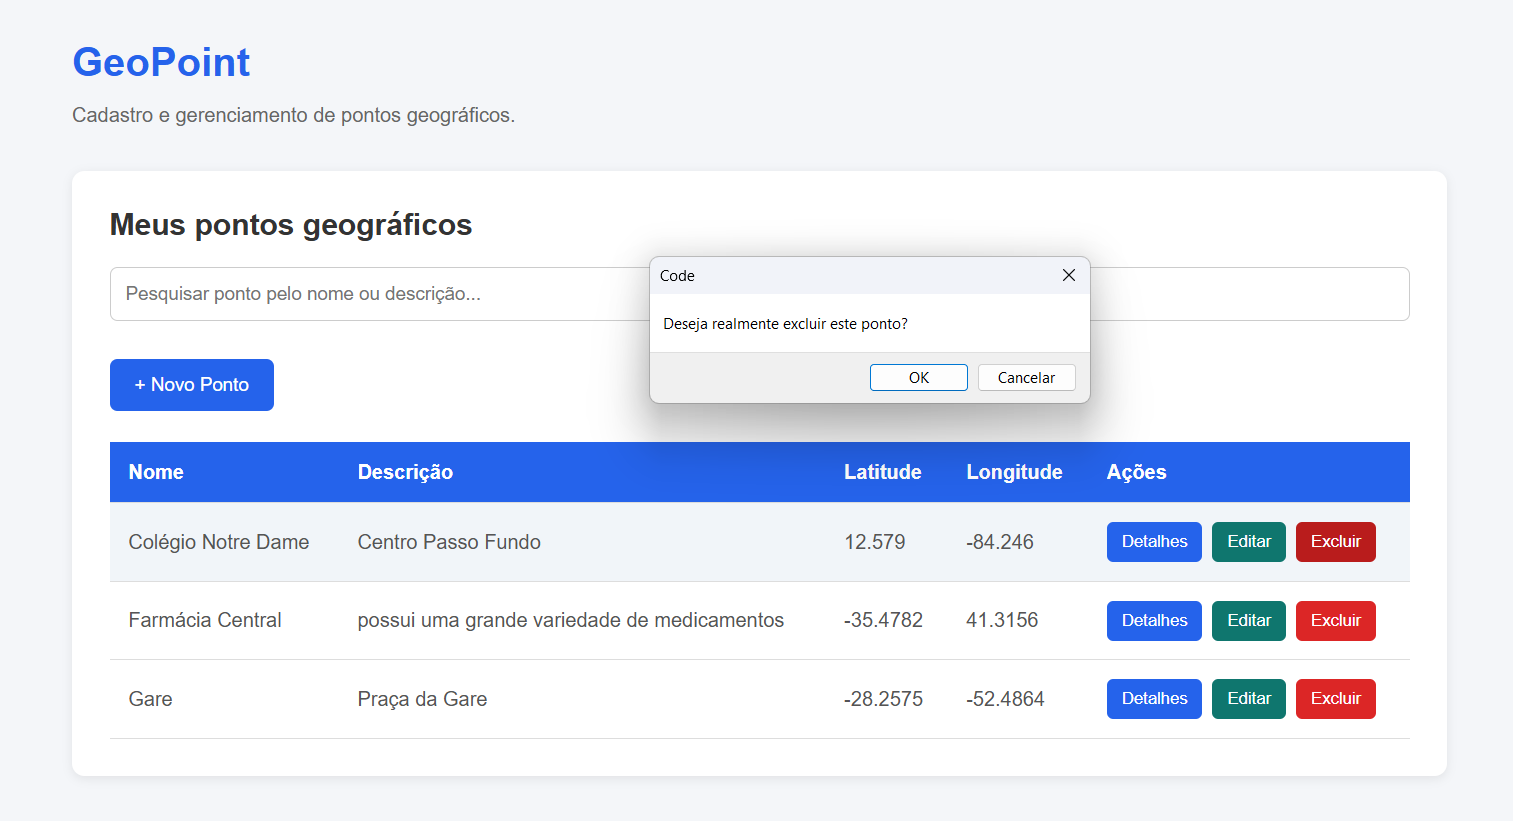 GeoPoint
Cadastro e gerenciamento de pontos geográficos.
Meus pontos geográficos
Pesquisar ponto pelo nome ou descrição...
Code
Deseja realmente excluir este ponto?
OK Cancelar
+ Novo Ponto
Nome Descrição Latitude Longitude Ações
Colégio Notre Dame Centro Passo Fundo 12.579 -84.246 Detalhes Editar Excluir
Farmácia Central possui uma grande variedade de medicamentos -35.4782 41.3156 Detalhes Editar Excluir
Gare Praça da Gare -28.2575 -52.4864 Detalhes Editar Excluir